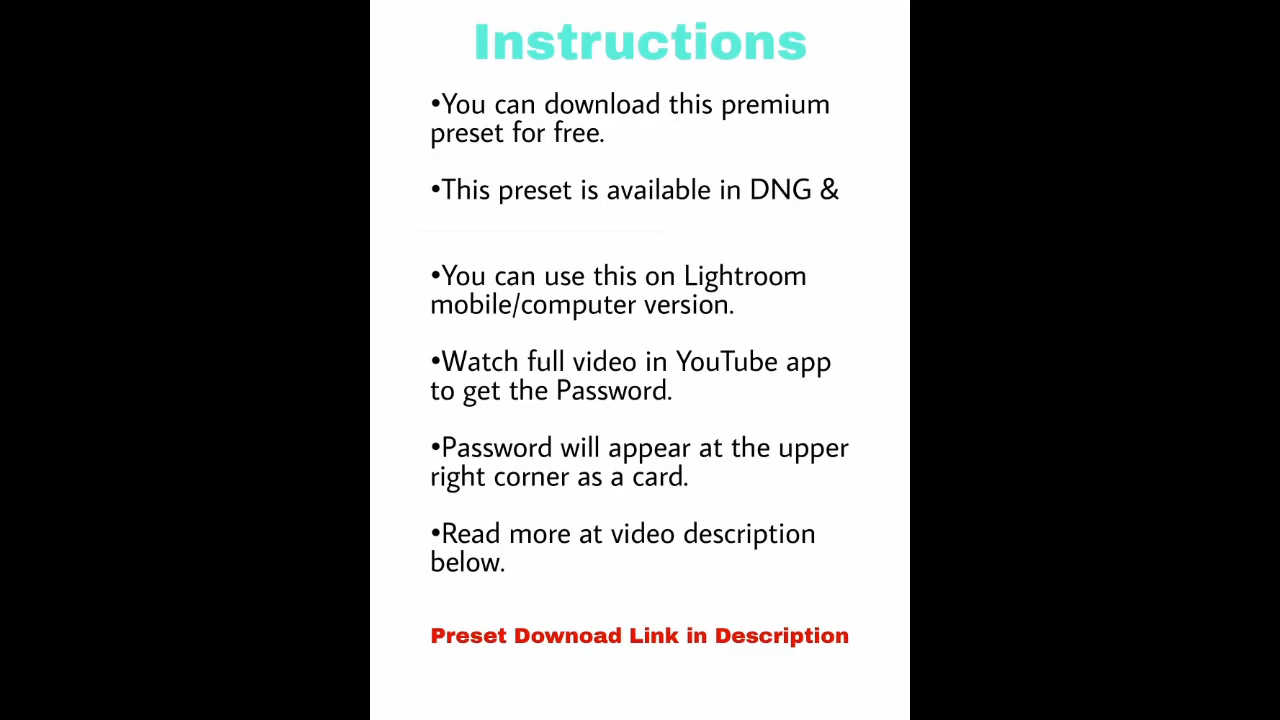 Instructions
•You can download this premium
preset for free.
•This preset is available in DNG &
•You can use this on Lightroom
mobile/computer version.
•Watch full video in YouTube app
to get the Password.
•Password will appear at the upper
right corner as a card.
•Read more at video description
below.
Preset Downoad Link in Description